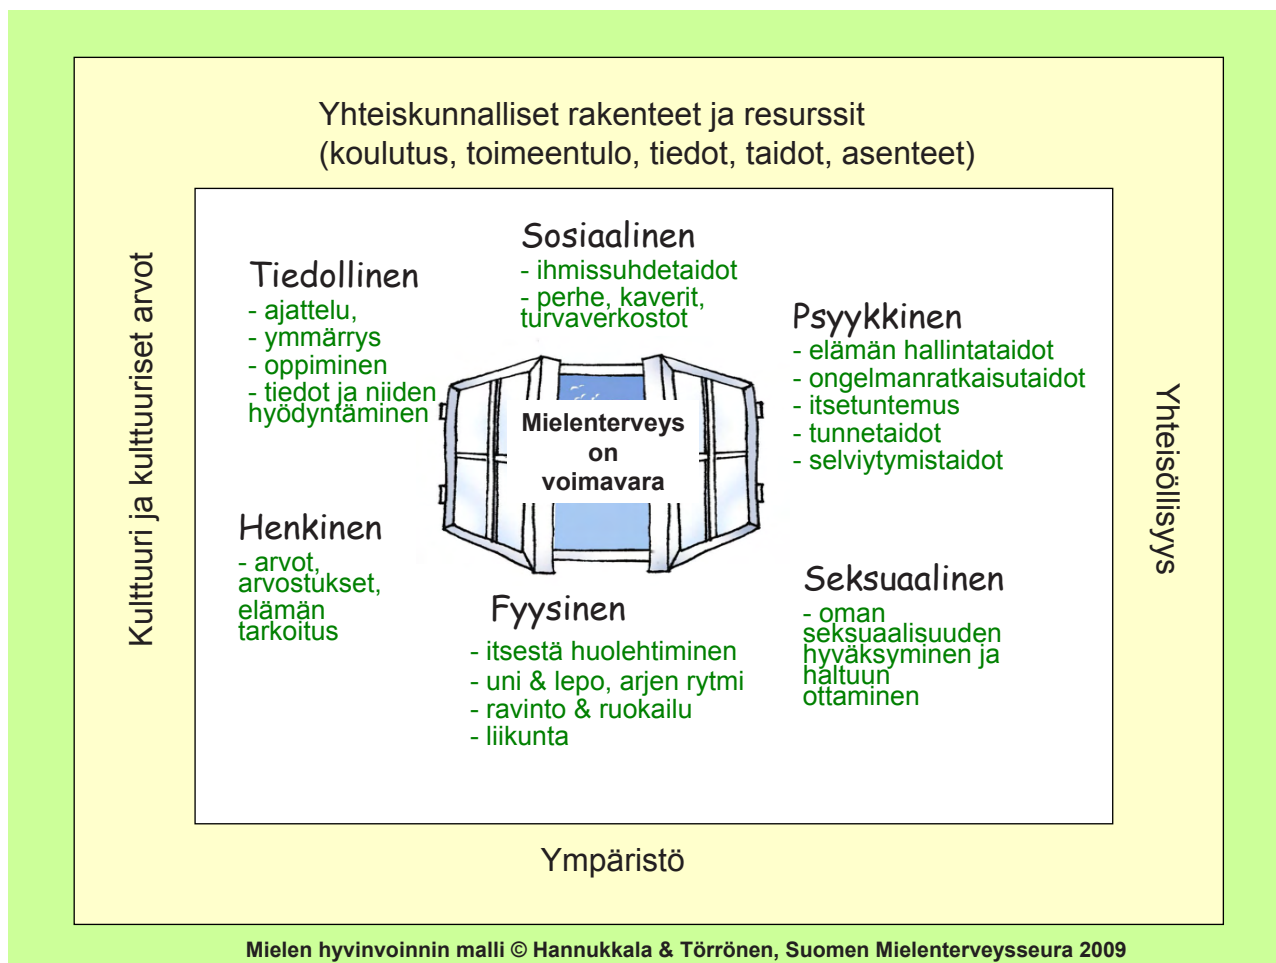 Yhteiskunnalliset rakenteet ja resurssit
(koulutus, toimeentulo, tiedot, taidot, asenteet)
Kulttuuri ja kulttuuriset arvot
Tiedollinen
- ajattelu,
- ymmärrys
- oppiminen
- tiedot ja niiden
hyödyntäminen
Sosiaalinen
- ihmissuhdetaidot
- perhe, kaverit,
turvaverkostot
Psyykkinen
- elämän hallintataidot
- ongelmanratkaisutaidot
- itsetuntemus
- tunnetaidot
- selviytymistaidot
Mielenterveys
on
voimavara
Henkinen
- arvot,
arvostukset,
elämän
tarkoitus
Fyysinen
- itsestä huolehtiminen
- uni & lepo, arjen rytmi
- ravinto & ruokailu
- liikunta
Seksuaalinen
- oman
seksuaalisuuden
hyväksyminen ja
haltuun
ottaminen
Yhteisöllisyys
Ympäristö
Mielen hyvinvoinnin malli © Hannukkala & Törrönen, Suomen Mielenterveysseura 2009